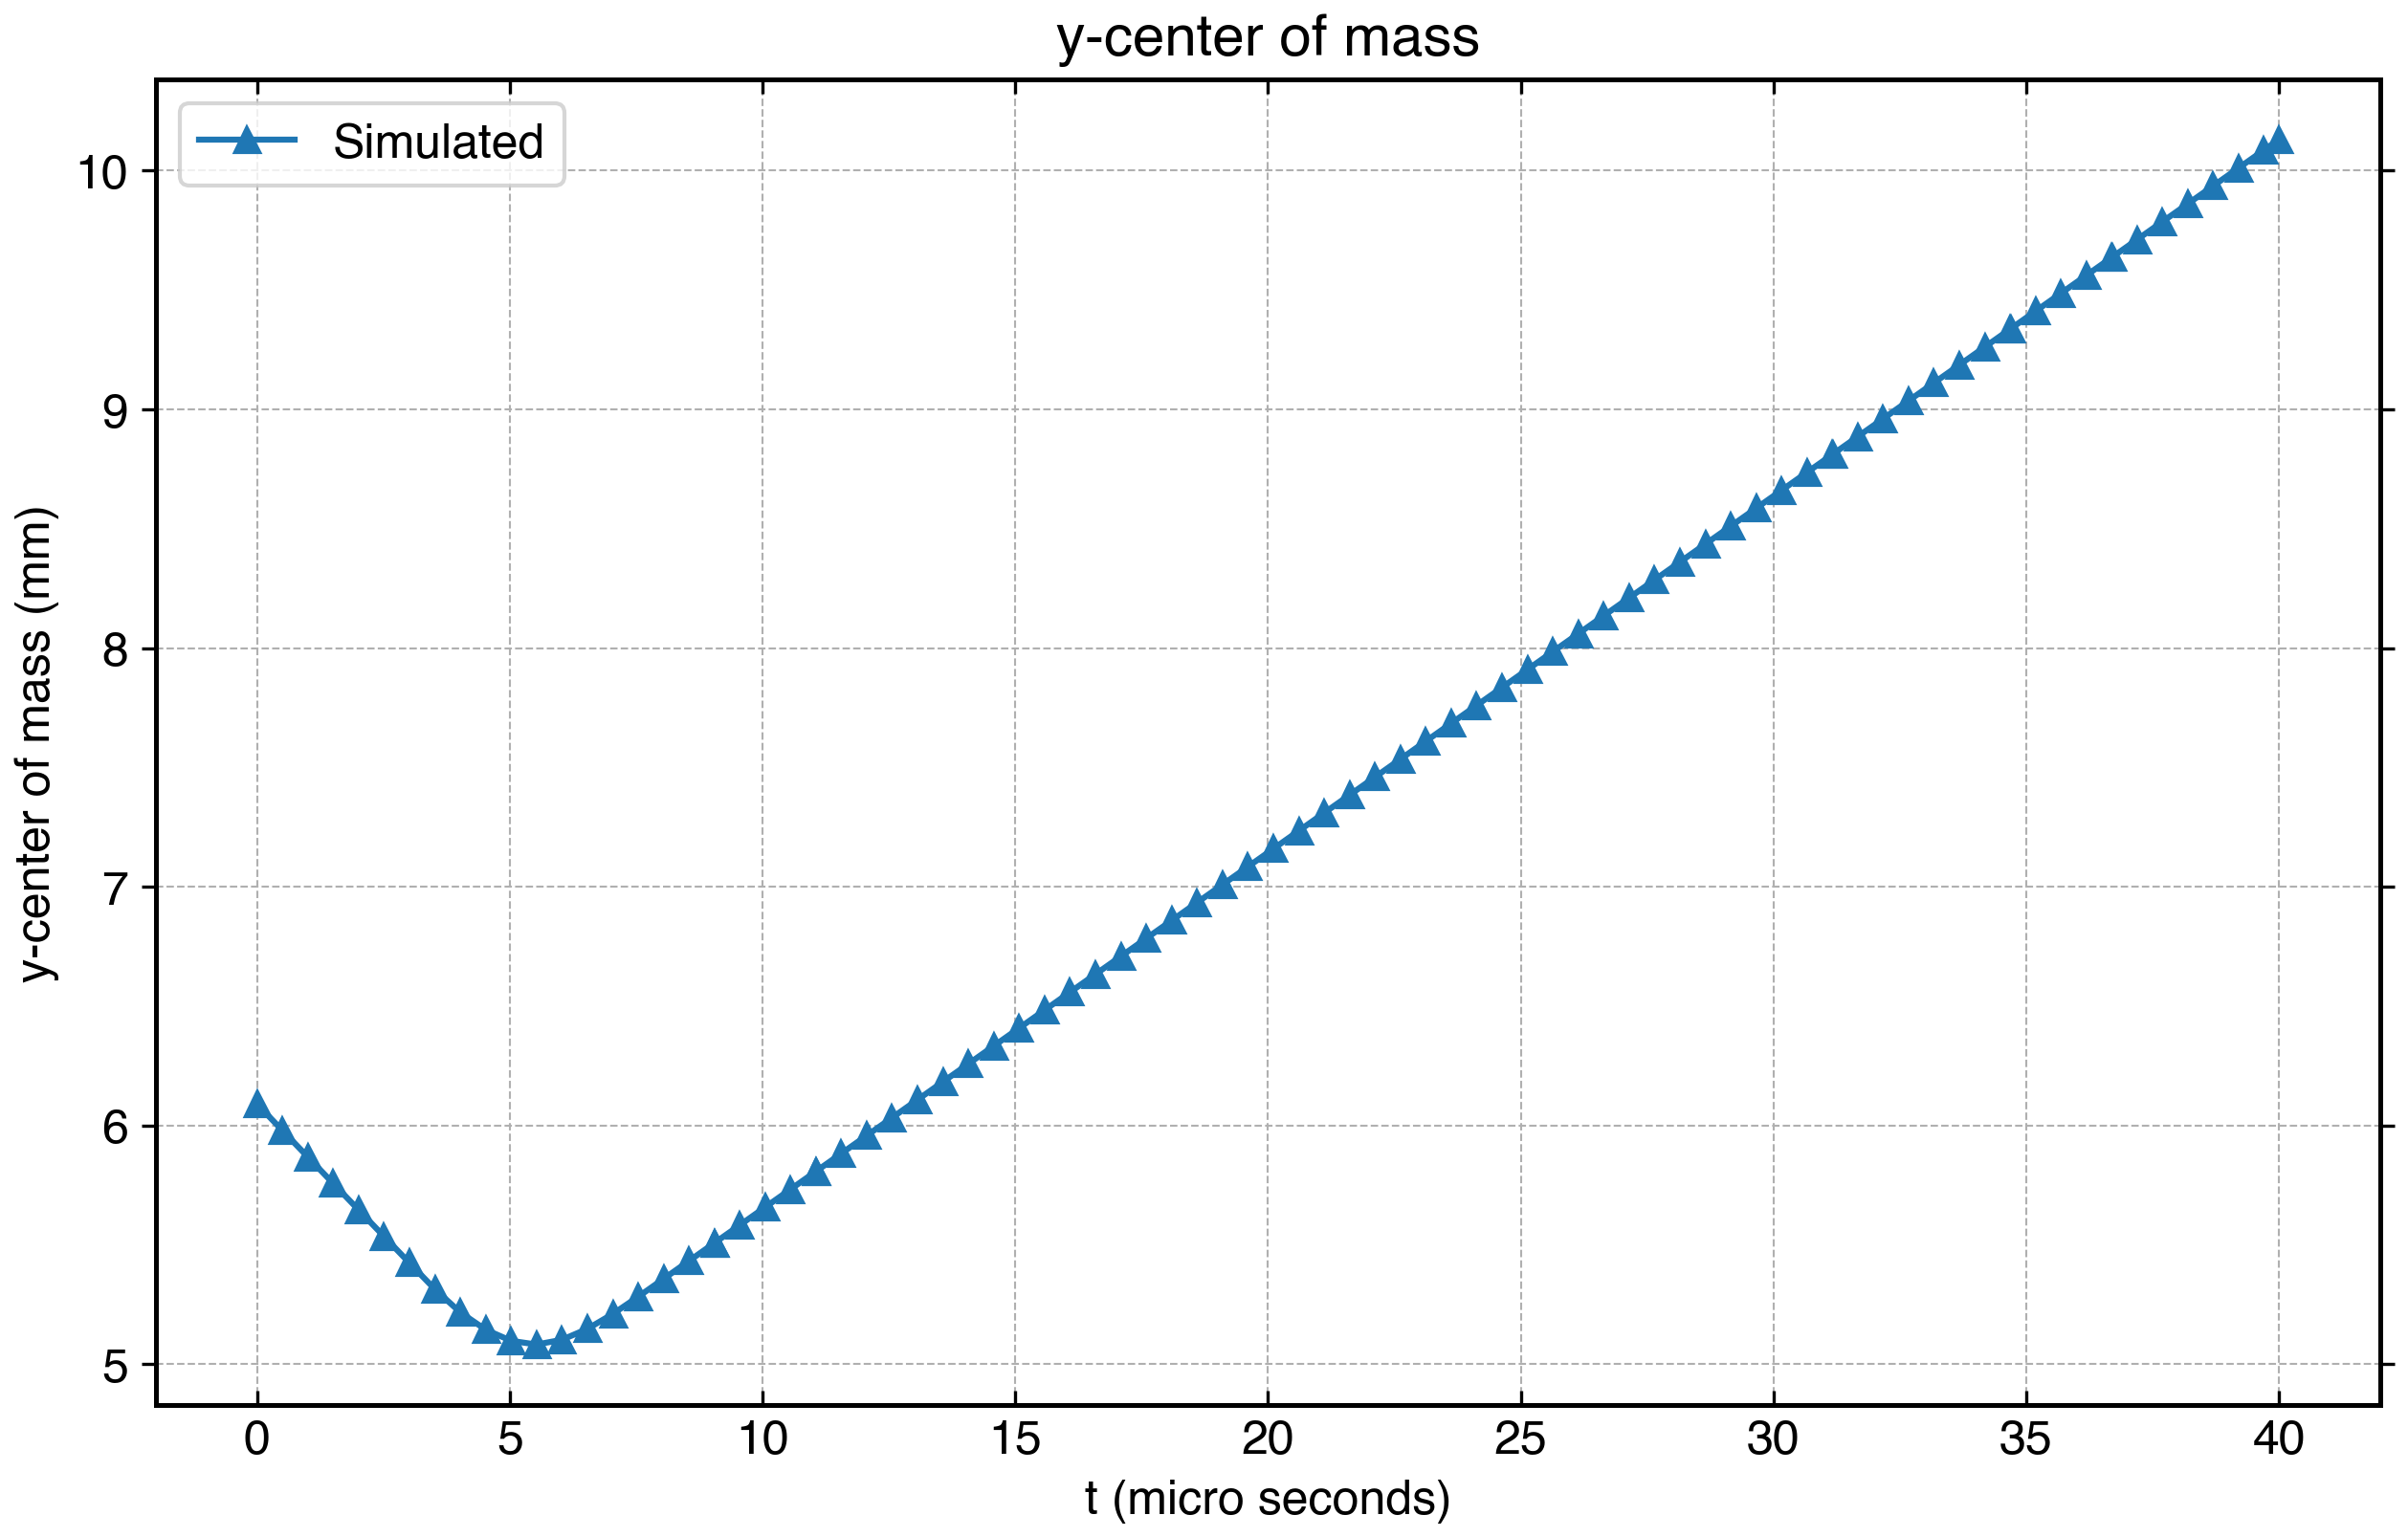 y-center of mass
Simulated
y-center of mass (mm)
10
9
8
7
6
5
0 5 10 15 20 25 30 35 40
t (micro seconds)